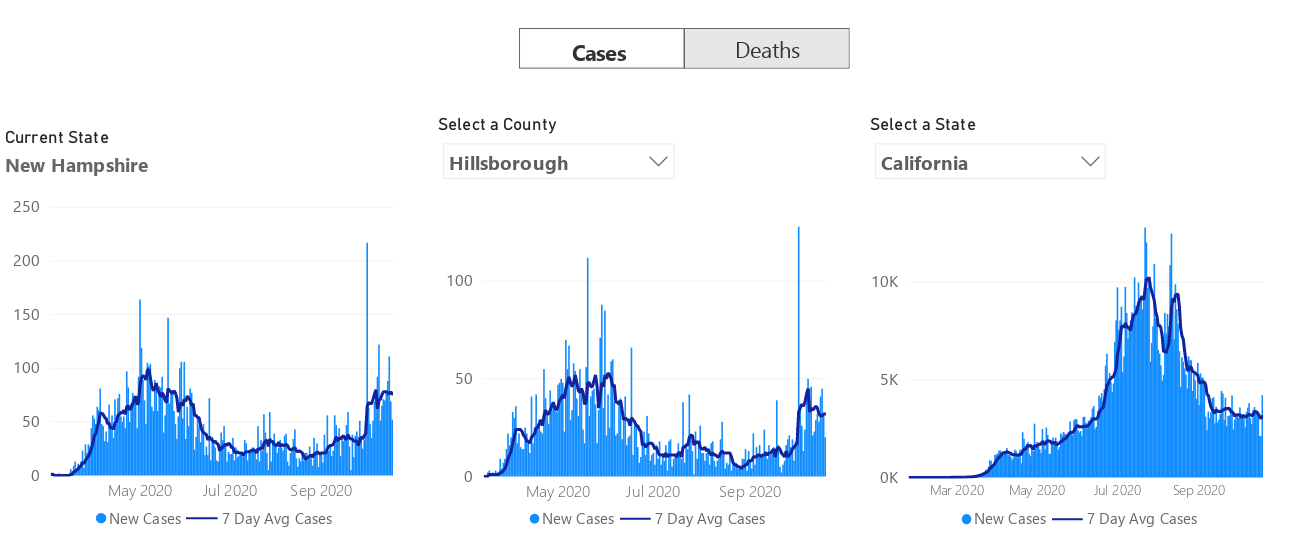 Cases
Deaths
Current State
New Hampshire
250
200
150
100
50
0
May 2020
Jul 2020
Sep 2020
New Cases
7 Day Avg Cases
Select a County
Hillsborough
100
50
0
May 2020
Jul 2020
Sep 2020
New Cases
7 Day Avg Cases
Select a State
California
10K
5K
0K
Mar 2020
May 2020
Jul 2020
Sep 2020
New Cases
7 Day Avg Cases